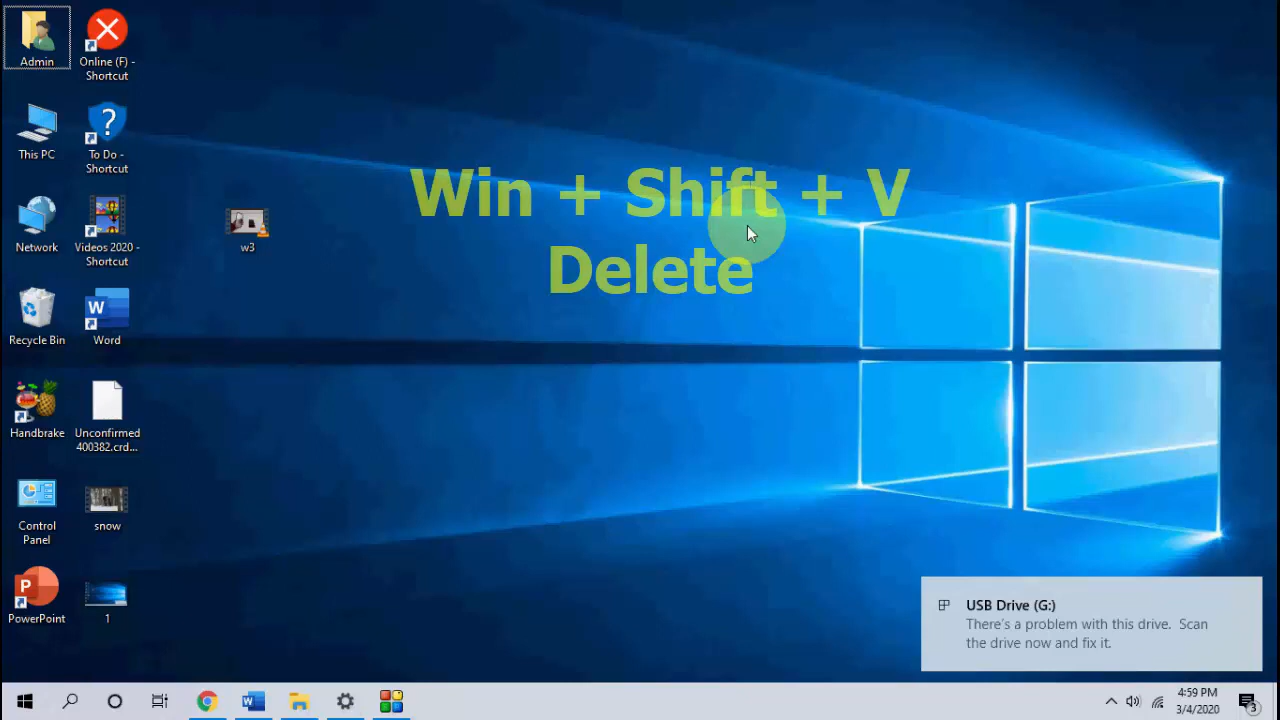 Admin
Online (F) -
Shortcut
This PC
To Do -
Shortcut
Network
Videos 2020 -
Shortcut
w3
Recycle Bin
W
Word
Handbrake
Unconfirmed
400382.crd...
Control
Panel
snow
P
PowerPoint
1
Win + Shift + V
Delete
USB Drive (G:)
There's a problem with this drive. Scan
the drive now and fix it.
W
4:59 PM
3/4/2020
3